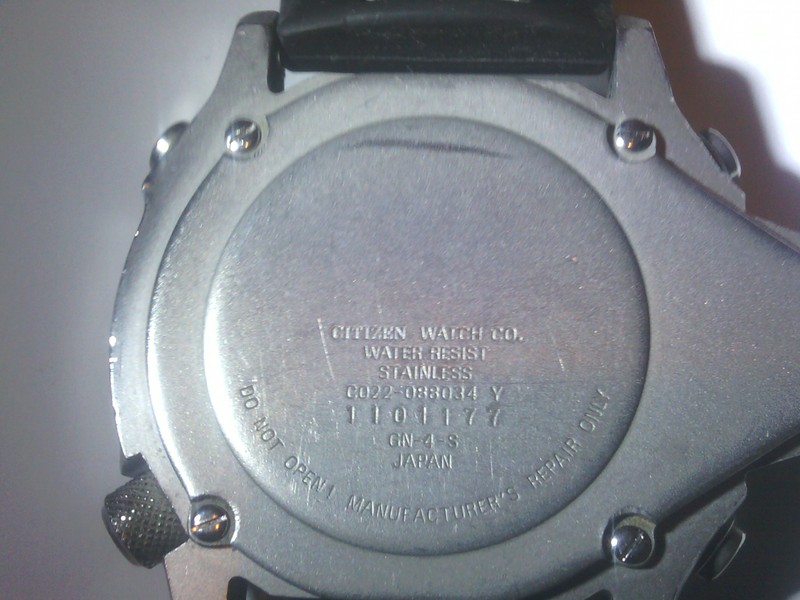 CITIZEN WATCH CO.
WATER RESIST
STAINLESS
C022-088034 Y
1101177
GN-4-S
JAPAN
DO NOT OPEN! MANUFACTURER'S REPAIR ONLY